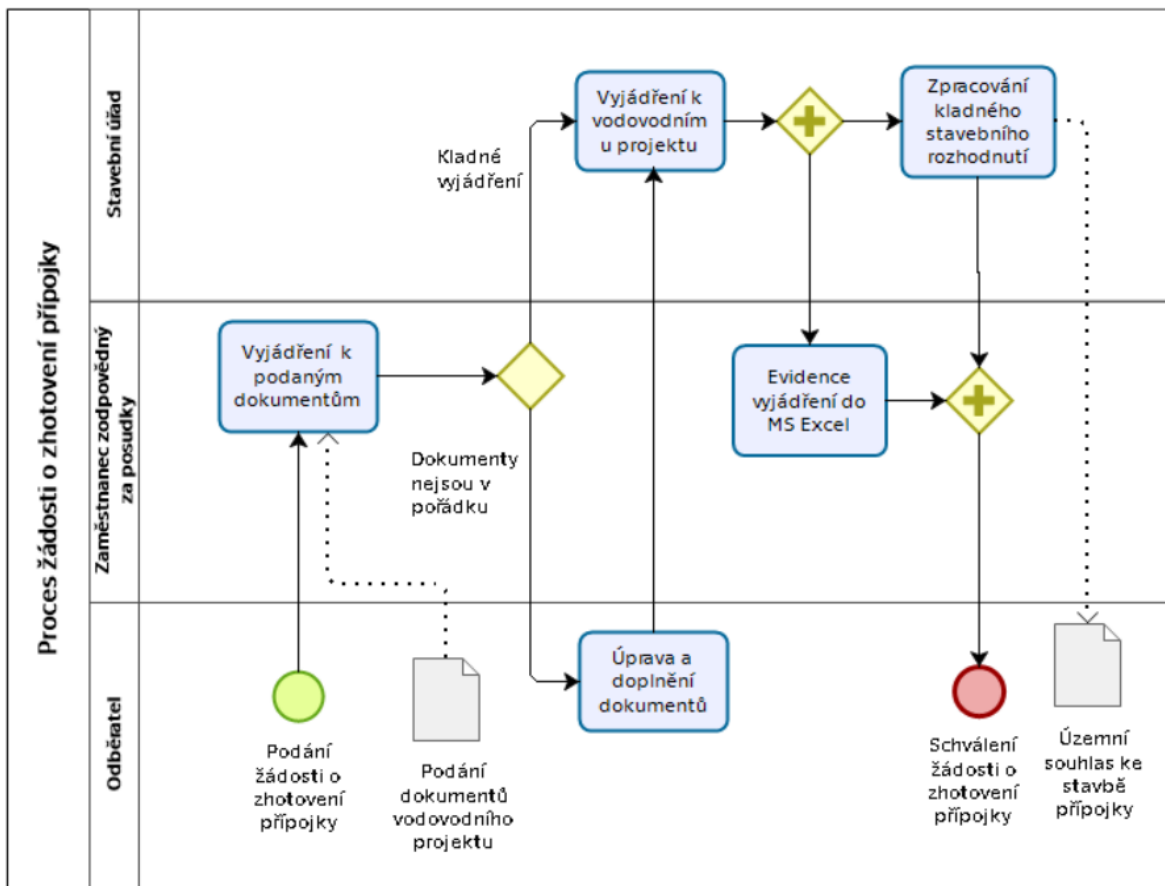 Proces žádosti o zhotovení přípojky
Stavební úřad
Vyjádření k
vodovodním
u projektu
Zpracování
kladného
stavebního
rozhodnutí
Kladné
vyjádření
Zaměstnanec zodpovědný
za posudky
Vyjádření k
podaným
dokumentům
Evidence
vyjádření do
MS Excel
Dokumenty
nejsou v
pořádku
Odběratel
Úprava a
doplnění
dokumentů
Podání
žádosti o
zhotovení
přípojky
Podání
dokumentů
vodovodního
projektu
Schválení
žádosti o
zhotovení
přípojky
Územní
souhlas ke
stavbě
přípojky